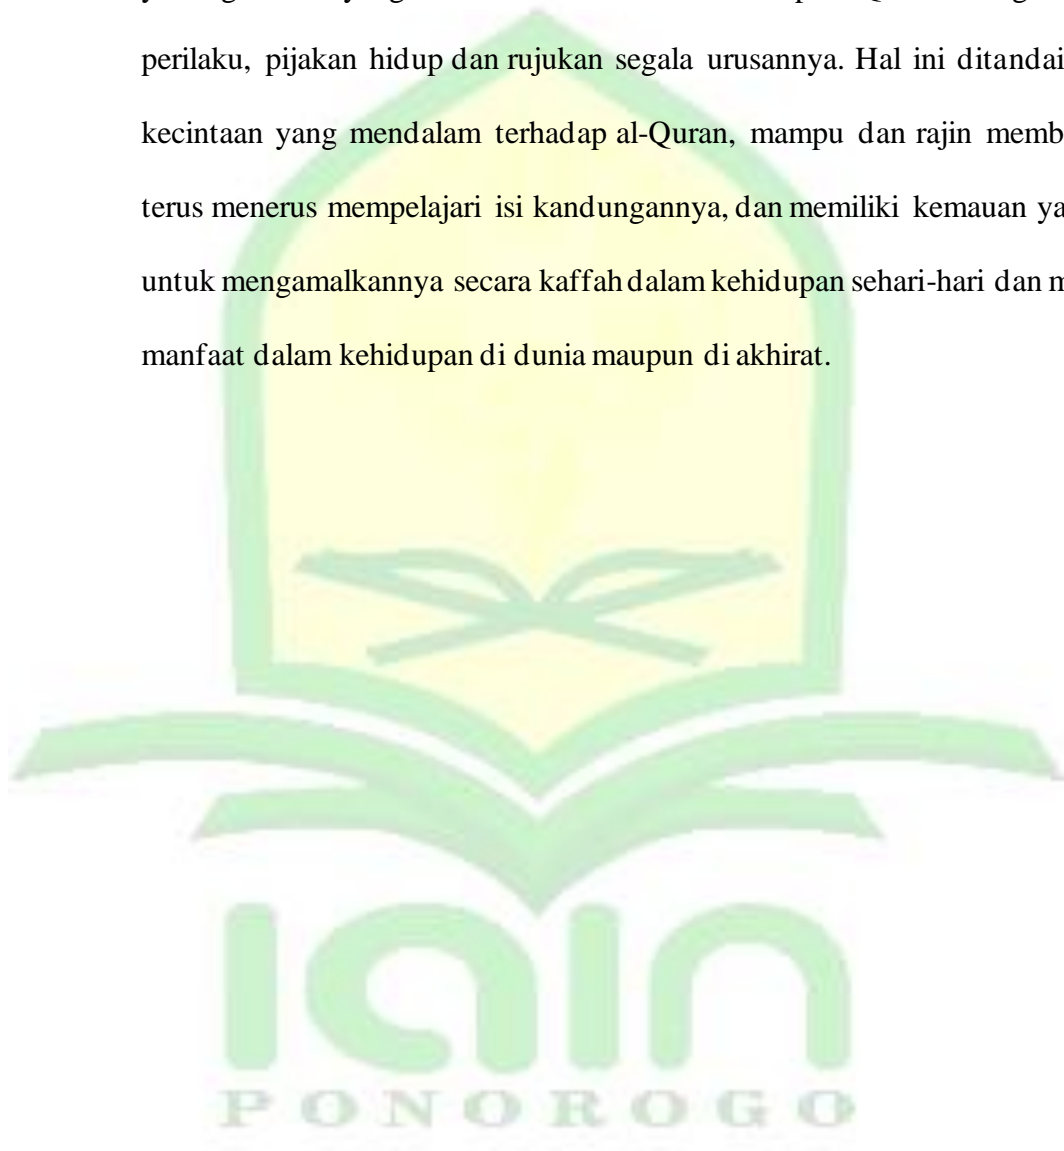 perilaku, pijakan hidup dan rujukan segala urusannya. Hal ini ditandai
kecintaan yang mendalam terhadap al-Quran, mampu dan rajin memb
terus menerus mempelajari isi kandungannya, dan memiliki kemauan ya
untuk mengamalkannya secara kaffah dalam kehidupan sehari-hari dan m
manfaat dalam kehidupan di dunia maupun di akhirat.
iain
PONOROGO